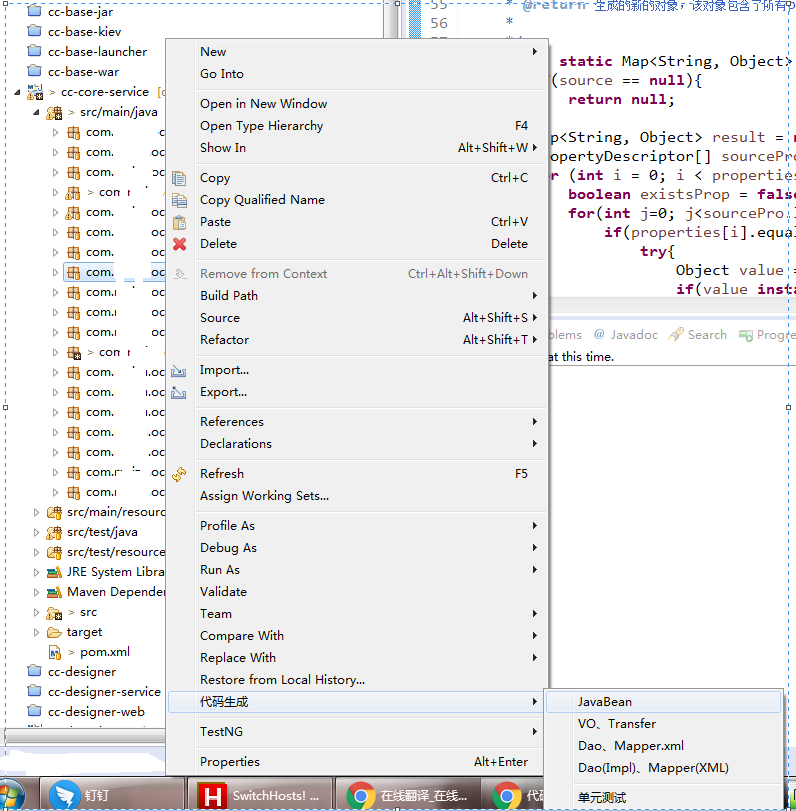 cc-base-jar
cc-base-kiev
cc-base-launcher
cc-base-war
> cc-core-service
> src/main/java
com.
com.
com.
> com
com.
com.
com.
com.
com.
com.
com.
> com
com.
com.
com.
com.
com.
com.
com.
src/main/resourc
src/test/java
src/test/resource
JRE System Libra
Maven Depender
> src
target
> pom.xml
cc-designer
cc-designer-service
cc-designer-web
New
Go Into
Open in New Window
Open Type Hierarchy F4
Show In Alt+Shift+W
Copy Ctrl+C
Copy Qualified Name
Paste Ctrl+V
Delete Delete
Remove from Context Ctrl+Alt+Shift+Down
Build Path
Source Alt+Shift+S
Refactor Alt+Shift+T
Import...
Export...
References
Declarations
Refresh F5
Assign Working Sets...
Profile As
Debug As
Run As
Validate
Team
Compare With
Replace With
Restore from Local History...
代码生成
TestNG
Properties Alt+Enter
JavaBean
VO、Transfer
Dao、Mapper.xml
Dao(Impl)、Mapper(XML)
单元测试
55 * @return 生成的新的对象，该对象包含了所有
56 *
static Map<String, Object>
(source == null){
return null;
p<String, Object> result =
opertyDescriptor[] sourcePro
r (int i = 0; i < properties
boolean existsProp = fals
for(int j=0; j<sourcePro
if(properties[i].equa
try{
Object value =
if(value insta
blems @ Javadoc Search Progre
at this time.
钉钉
SwitchHosts! ...
在线翻译_在线...